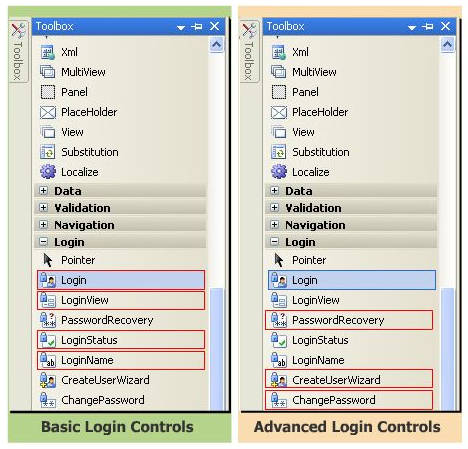 Toolbox
Toolbox
Xml
MultiView
Panel
PlaceHolder
View
Substitution
Localize
Data
Validation
Navigation
Login
Pointer
Login
LoginView
PasswordRecovery
LoginStatus
LoginName
CreateUserWizard
ChangePassword
Basic Login Controls
Toolbox
Toolbox
Xml
MultiView
Panel
PlaceHolder
View
Substitution
Localize
Data
Validation
Navigation
Login
Pointer
Login
LoginView
PasswordRecovery
LoginStatus
LoginName
CreateUserWizard
ChangePassword
Advanced Login Controls